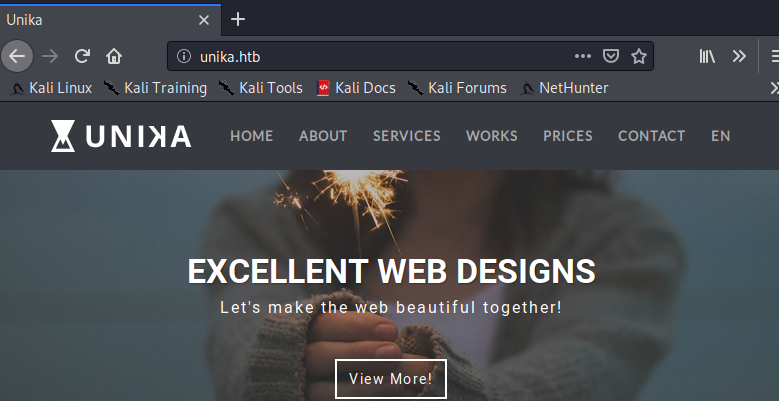 Unika
unika.htb
Kali Linux Kali Training Kali Tools Kali Docs Kali Forums NetHunter
UNIKA HOME ABOUT SERVICES WORKS PRICES CONTACT EN
EXCELLENT WEB DESIGNS
Let's make the web beautiful together!
View More!